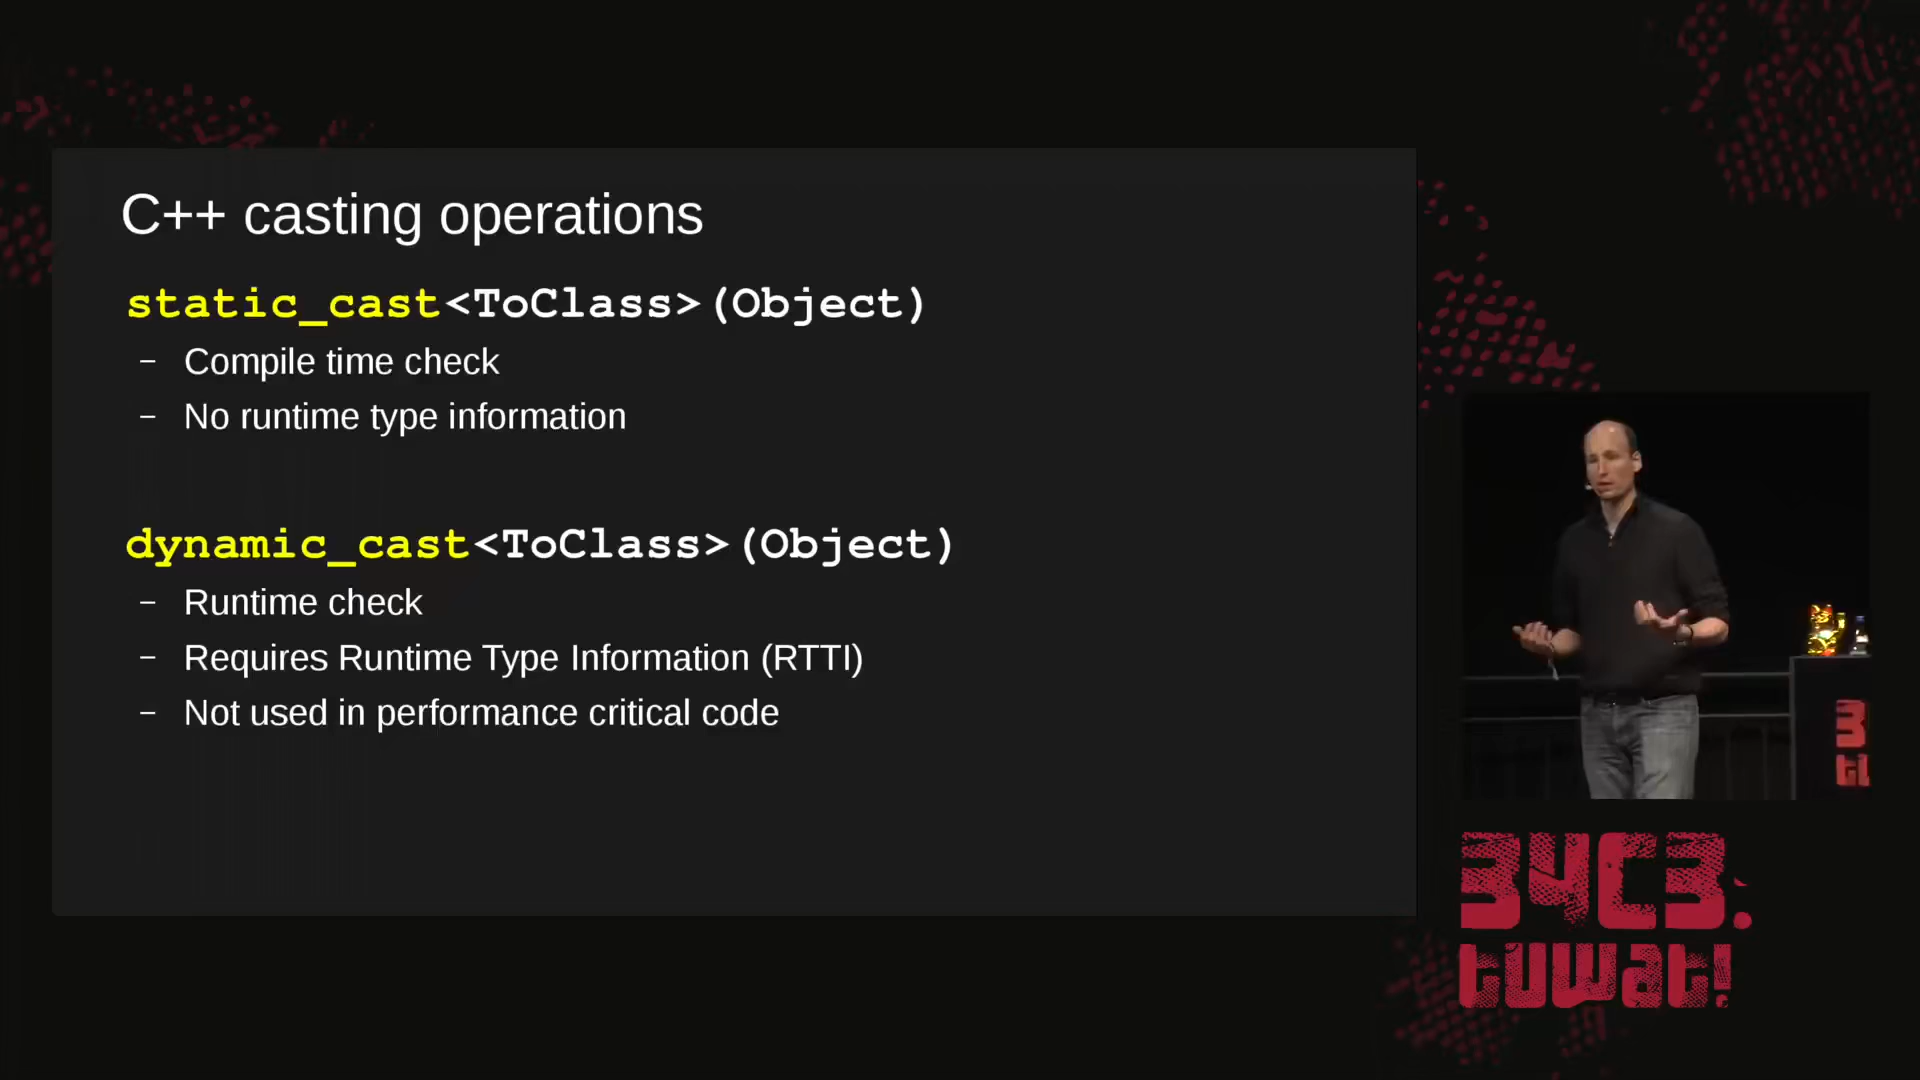 C++ casting operations
static_cast<ToClass>(Object)
– Compile time check
– No runtime type information
dynamic_cast<ToClass>(Object)
– Runtime check
– Requires Runtime Type Information (RTTI)
– Not used in performance critical code
34C3.
tuwat!